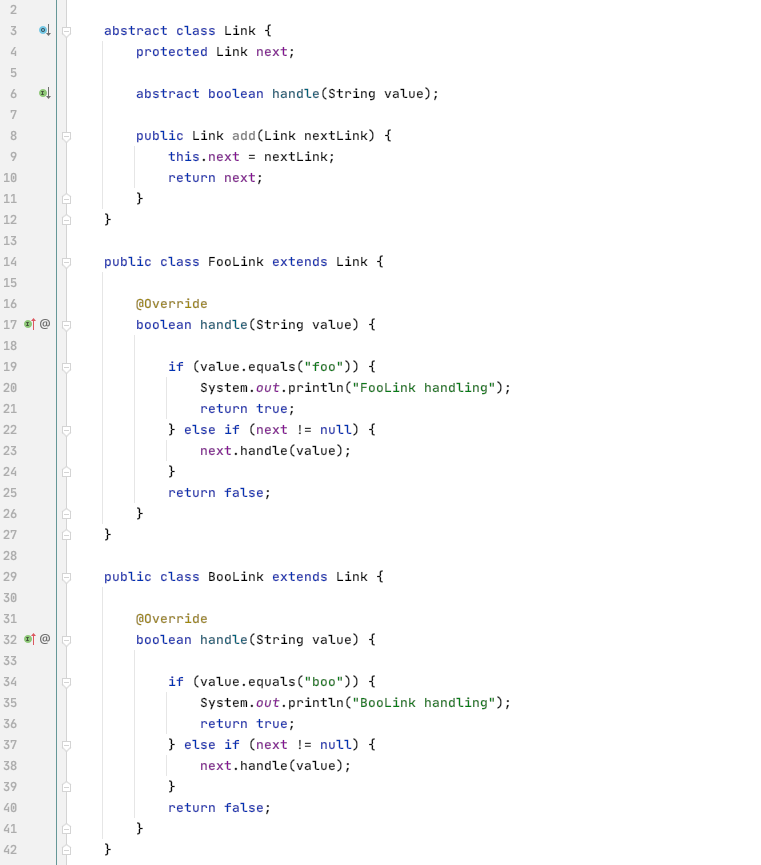 2
3 abstract class Link {
4 protected Link next;
5
6 abstract boolean handle(String value);
7
8 public Link add(Link nextLink) {
9 this.next = nextLink;
10 return next;
11 }
12 }
13
14 public class FooLink extends Link {
15
16 @Override
17 @ boolean handle(String value) {
18
19 if (value.equals("foo")) {
20 System.out.println("FooLink handling");
21 return true;
22 } else if (next != null) {
23 next.handle(value);
24 }
25 return false;
26 }
27 }
28
29 public class BooLink extends Link {
30
31 @Override
32 @ boolean handle(String value) {
33
34 if (value.equals("boo")) {
35 System.out.println("BooLink handling");
36 return true;
37 } else if (next != null) {
38 next.handle(value);
39 }
40 return false;
41 }
42 }